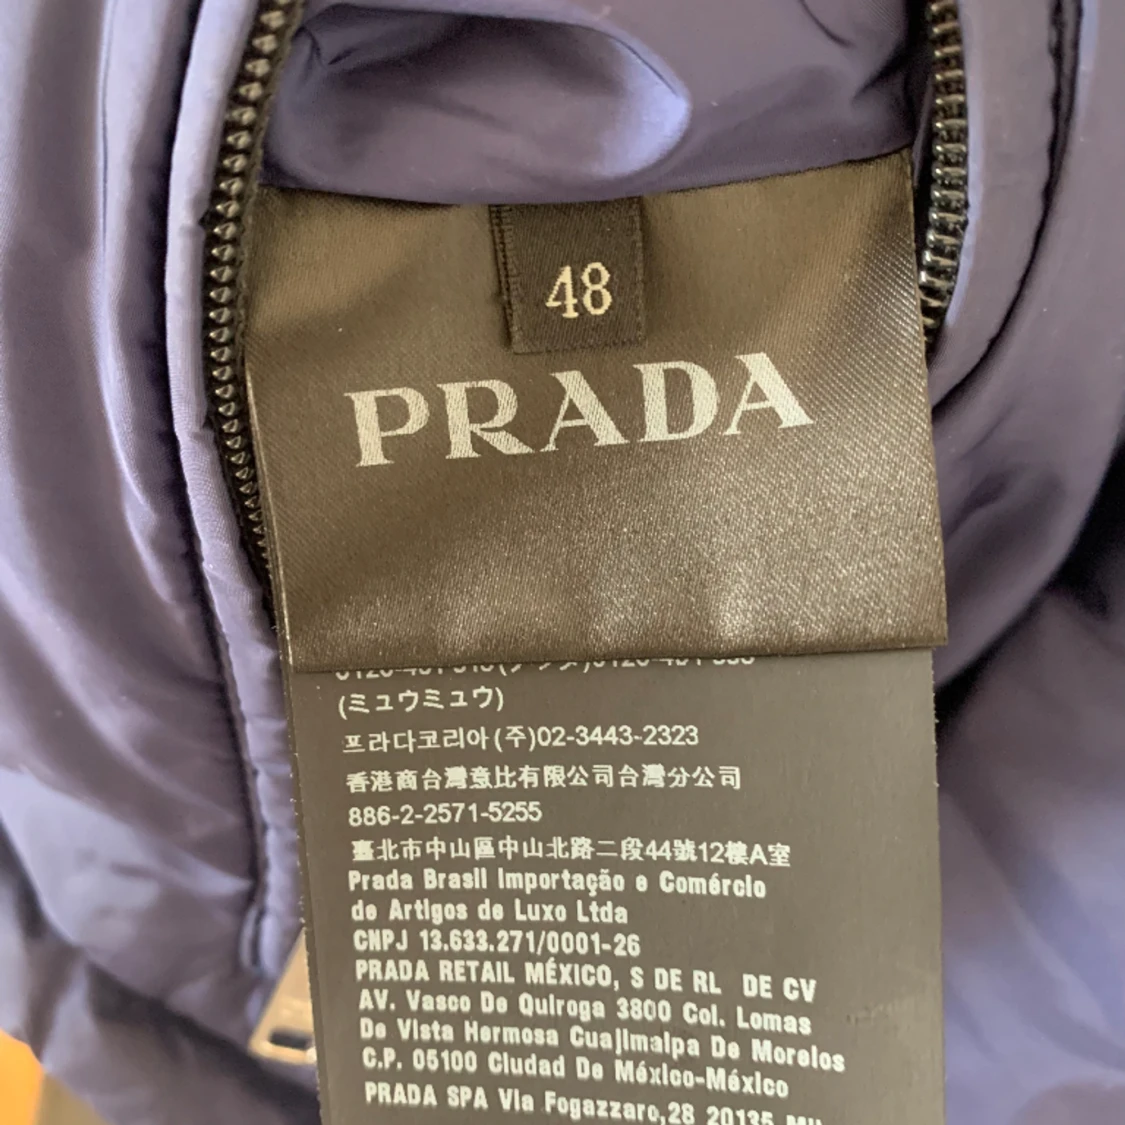 48
PRADA
(ミュウミュウ)
프라다코리아(주)02-3443-2323
香港商台灣意比有限公司台灣分公司
886-2-2571-5255
臺北市中山區中山北路二段44號12樓A室
Prada Brasil Importação e Comércio
de Artigos de Luxo Ltda
CNPJ 13.633.271/0001-26
PRADA RETAIL MÉXICO, S DE RL DE CV
AV. Vasco De Quiroga 3800 Col. Lomas
De Vista Hermosa Cuajimalpa De Morelos
C.P. 05100 Ciudad De México-México
PRADA SPA Via Fogazzaro,28 20135